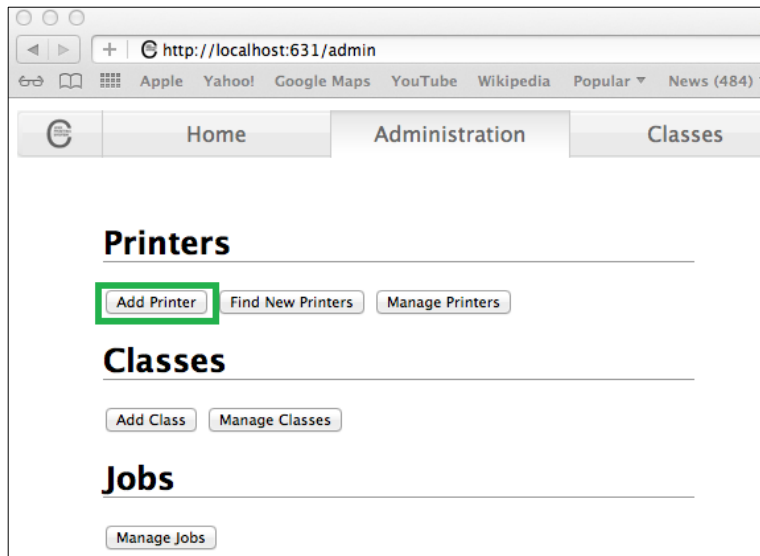 http://localhost:631/admin
Apple Yahoo! Google Maps YouTube Wikipedia Popular ▼ News (484)
Home Administration Classes
Printers
Add Printer Find New Printers Manage Printers
Classes
Add Class Manage Classes
Jobs
Manage Jobs